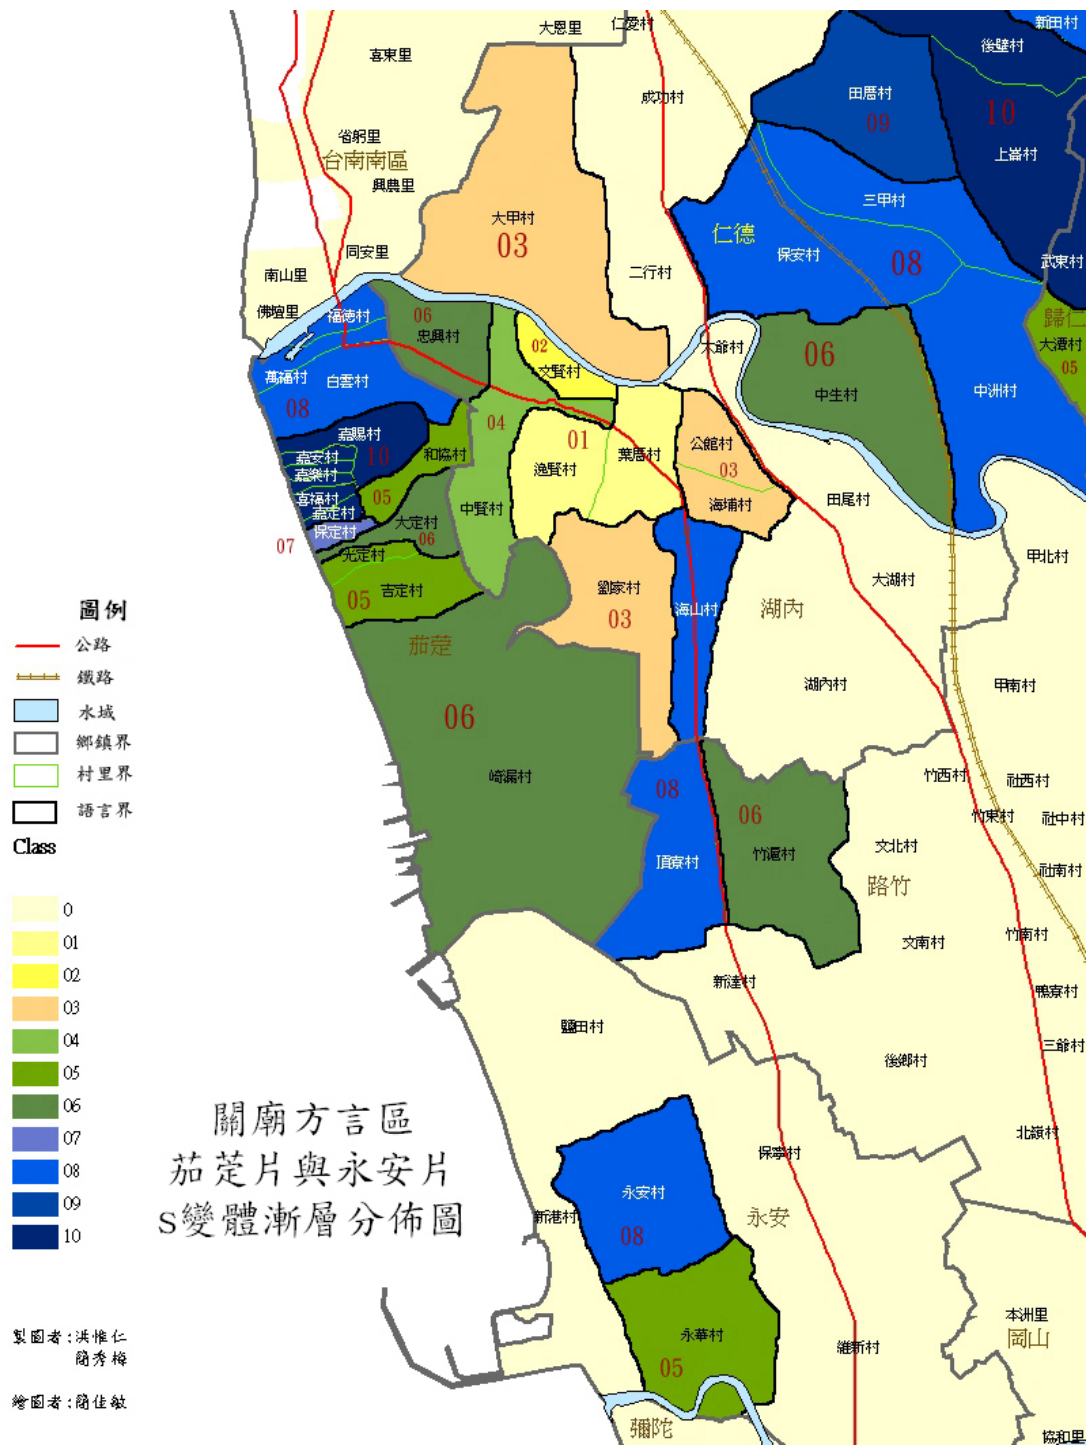 大恩里
仁愛村
新田村
後壁村
喜東里
成功村
田厝村
09
10
省躬里
台南南區
興農里
上崙村
三甲村
大甲村
03
仁德
保安村
08
同安里
南山里
二行村
武東村
佛壇里
福德村
06
忠興村
歸仁
大潭村
05
02
文賢村
大爺村
06
中生村
中洲村
萬福村
白雲村
08
嘉賜村
10
和協村
04
01
逸賢村
葉厝村
公館村
03
嘉安村
嘉樂村
喜福村
嘉定村
05
中賢村
海埔村
田尾村
保定村
07
大定村
06
光定村
吉定村
05
甲北村
大湖村
劉家村
03
海山村
湖內
茄萣
湖內村
甲南村
06
崎漏村
08
頂寮村
06
竹滬村
竹西村
社西村
竹東村
社中村
文北村
社南村
路竹
文南村
竹南村
新達村
鴨寮村
鹽田村
三爺村
後鄉村
北嶺村
保寧村
永安村
08
新港村
永安
永華村
05
維新村
本洲里
岡山
彌陀
協和里
圖例
公路
鐵路
水域
鄉鎮界
村里界
語言界
Class
0
01
02
03
04
05
06
07
08
09
10
關廟方言區
茄萣片與永安片
S變體漸層分佈圖
製圖者:洪惟仁
簡秀梅
繪圖者:簡佳敏